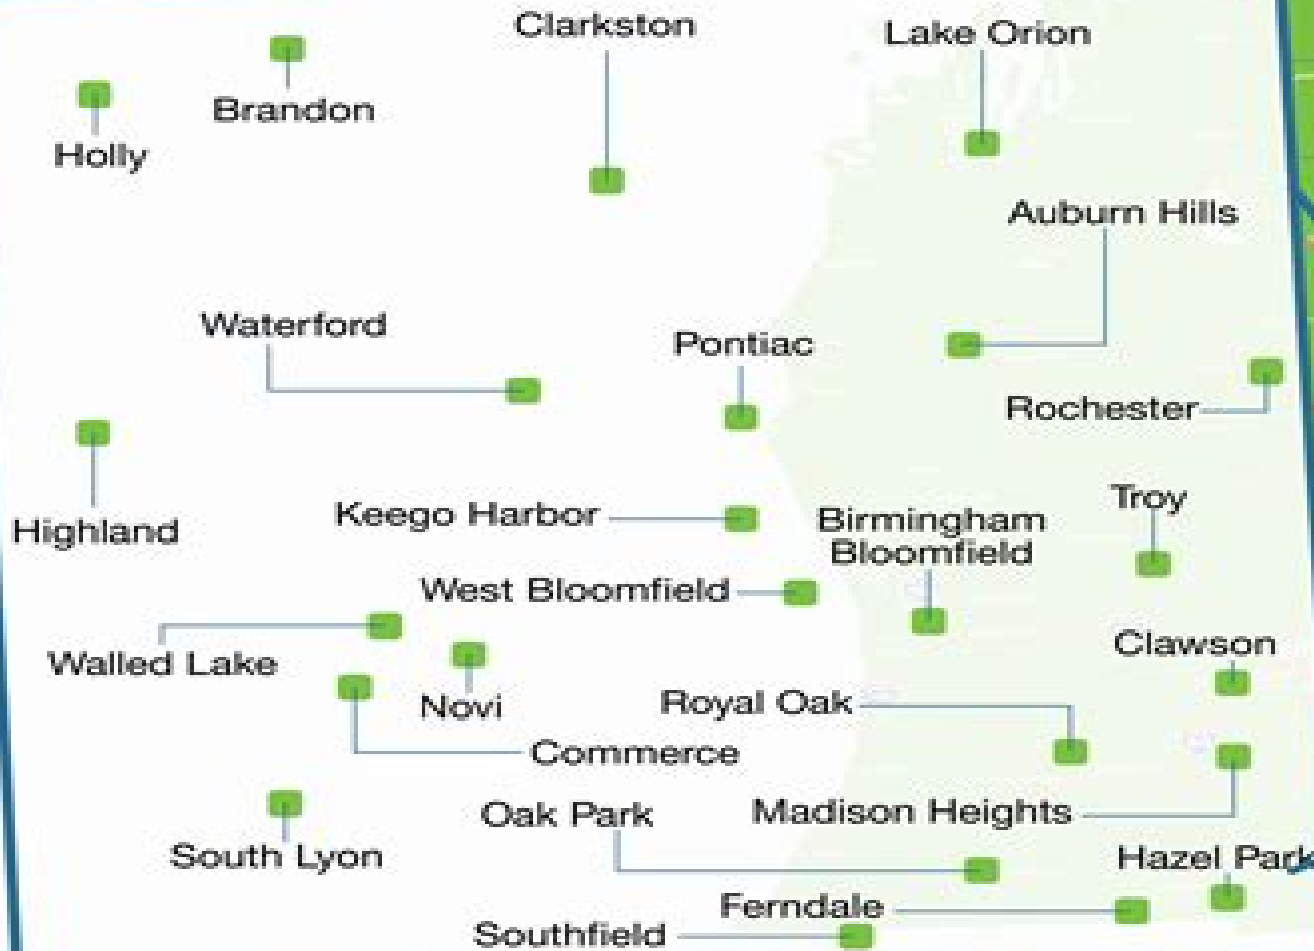 Clarkston
Lake Orion
Brandon
Holly
Auburn Hills
Waterford
Pontiac
Rochester
Highland
Keego Harbor
Troy
Birmingham
Bloomfield
West Bloomfield
Walled Lake
Clawson
Novi
Royal Oak
Commerce
Oak Park
Madison Heights
South Lyon
Hazel Park
Ferndale
Southfield